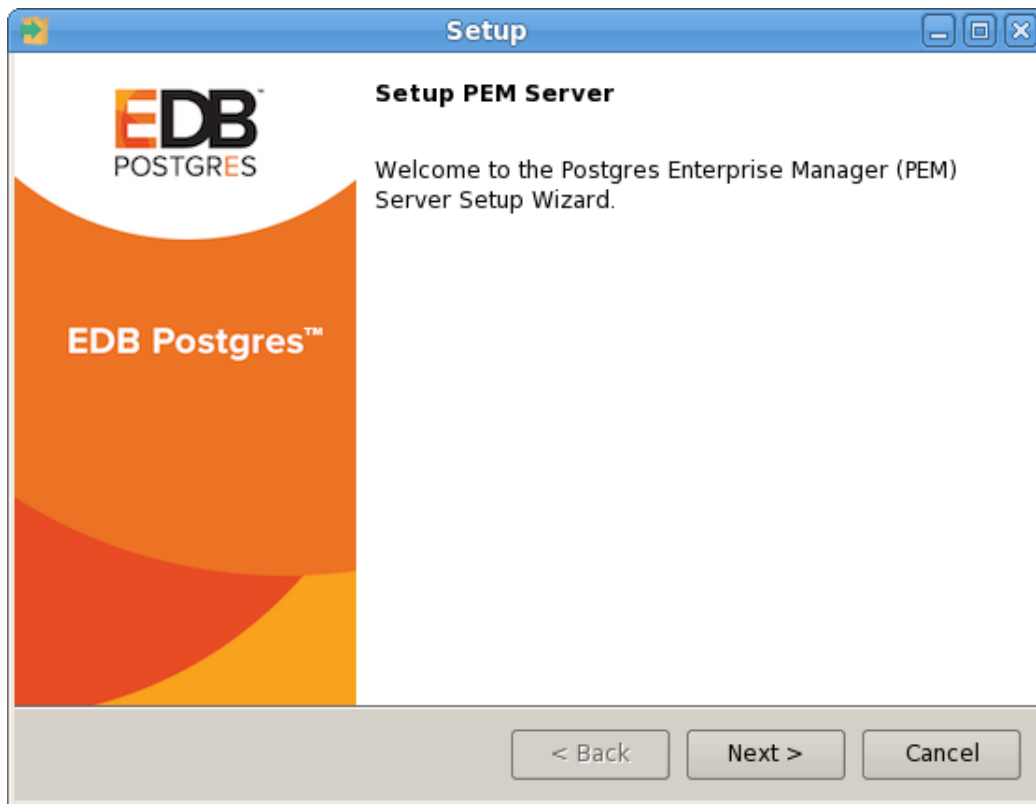 Setup
EDB™
POSTGRES
EDB Postgres™
Setup PEM Server
Welcome to the Postgres Enterprise Manager (PEM)
Server Setup Wizard.
< Back
Next >
Cancel